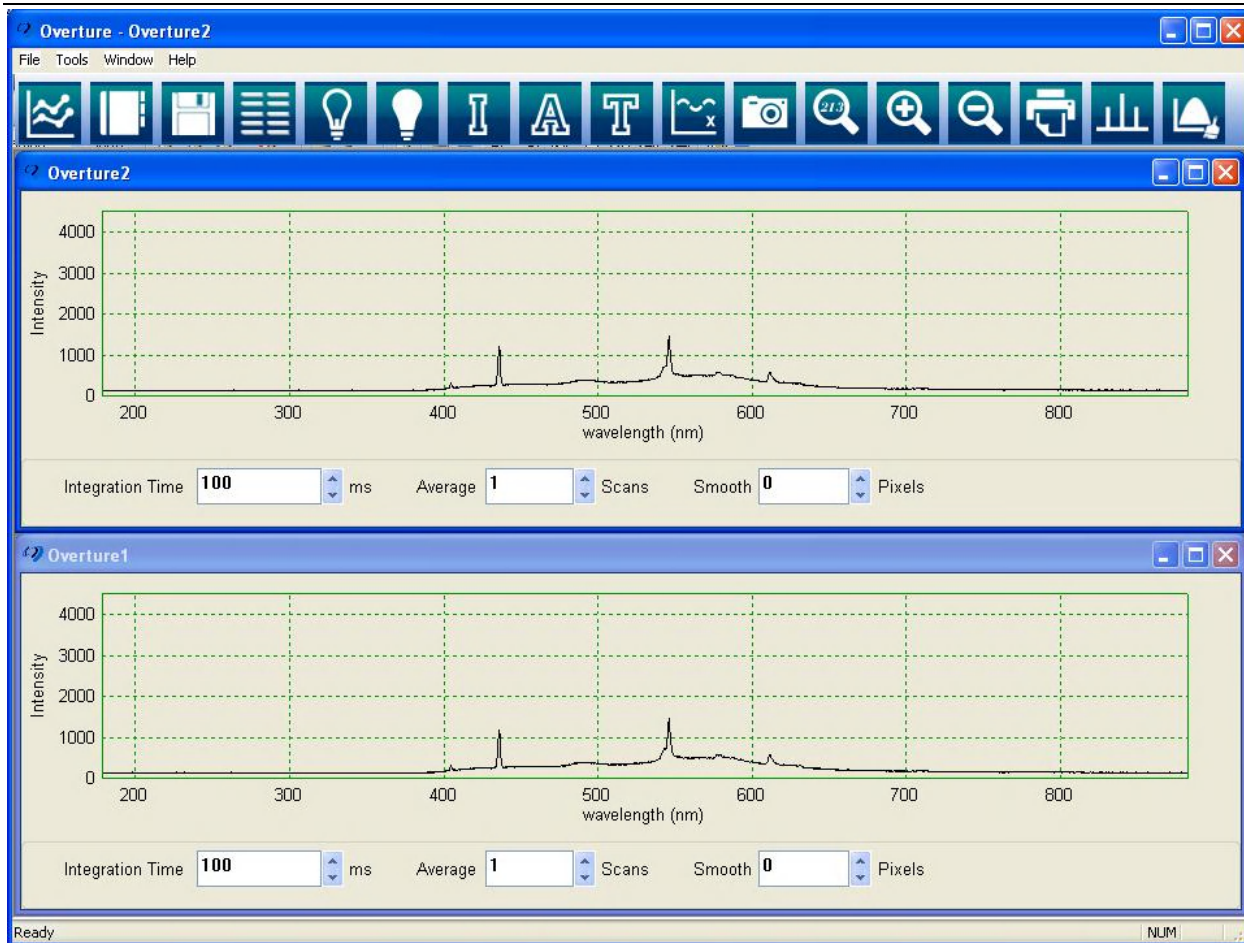 Overture - Overture2
File Tools Window Help
I A T x 213
Overture2
4000
3000
2000
1000
0
Intensity
200 300 400 500 600 700 800
wavelength (nm)
Integration Time 100 ms Average 1 Scans Smooth 0 Pixels
Overture1
4000
3000
2000
1000
0
Intensity
200 300 400 500 600 700 800
wavelength (nm)
Integration Time 100 ms Average 1 Scans Smooth 0 Pixels
Ready NUM